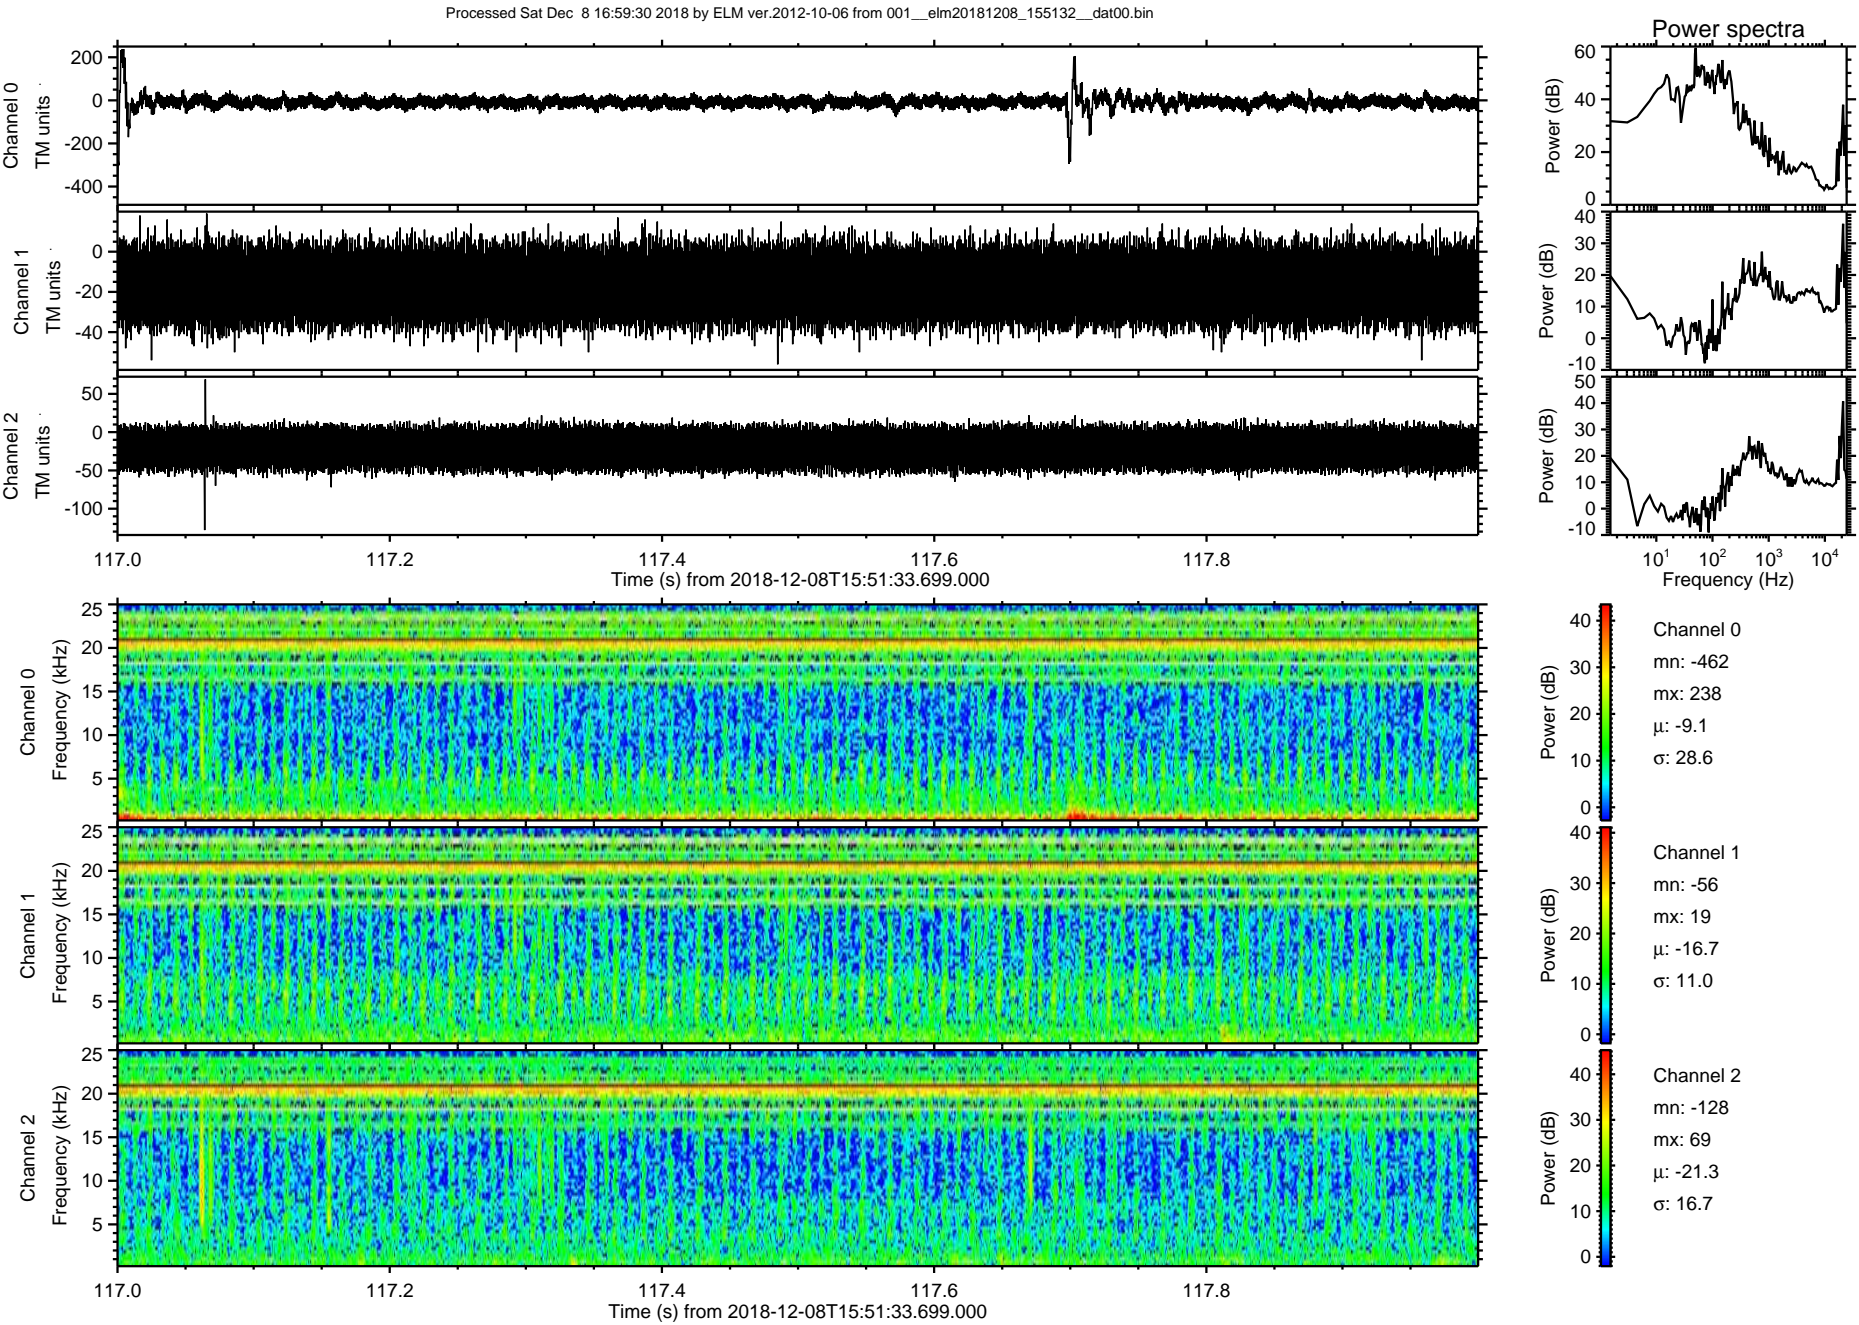 Processed Sat Dec  8 16:59:30 2018 by ELM ver.2012-10-06 from 001__elm20181208_155132__dat00.bin
Power spectra
Channel 0
TM units
200
0
-200
-400
Power (dB)
60
40
20
0
Channel 1
TM units
0
-20
-40
Power (dB)
40
30
20
10
0
-10
Channel 2
TM units
50
0
-50
-100
Power (dB)
50
40
30
20
10
0
-10
117.0 117.2 117.4 117.6 117.8
Time (s) from 2018-12-08T15:51:33.699.000
10¹ 10² 10³ 10⁴
Frequency (Hz)
Channel 0
Frequency (kHz)
25
20
15
10
5
Power (dB)
40
30
20
10
0
Channel 0
mn: -462
mx: 238
μ: -9.1
σ: 28.6
Channel 1
Frequency (kHz)
25
20
15
10
5
Power (dB)
40
30
20
10
0
Channel 1
mn: -56
mx: 19
μ: -16.7
σ: 11.0
Channel 2
Frequency (kHz)
25
20
15
10
5
Power (dB)
40
30
20
10
0
Channel 2
mn: -128
mx: 69
μ: -21.3
σ: 16.7
117.0 117.2 117.4 117.6 117.8
Time (s) from 2018-12-08T15:51:33.699.000